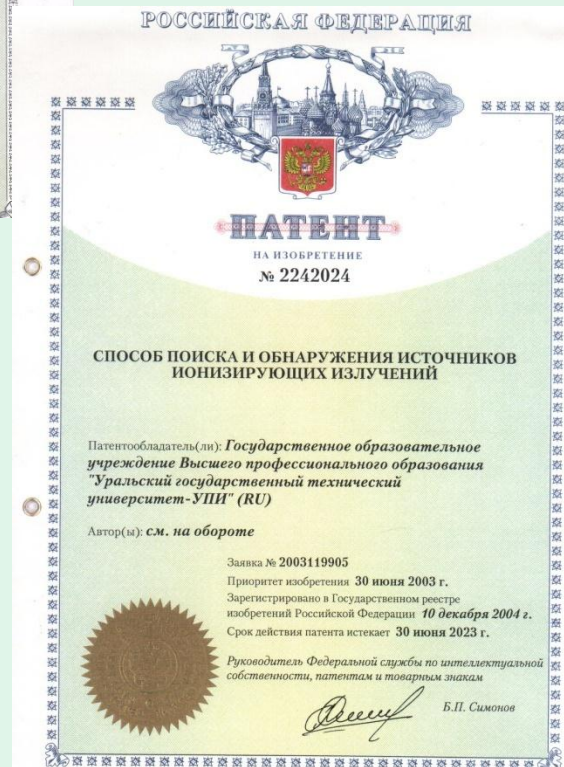 РОССИЙСКАЯ ФЕДЕРАЦИЯ
ПАТЕНТ
НА ИЗОБРЕТЕНИЕ
№ 2242024
СПОСОБ ПОИСКА И ОБНАРУЖЕНИЯ ИСТОЧНИКОВ
ИОНИЗИРУЮЩИХ ИЗЛУЧЕНИЙ
Патентообладатель(ли): Государственное образовательное
учреждение Высшего профессионального образования
"Уральский государственный технический
университет-УПИ" (RU)
Автор(ы): см. на обороте
Заявка № 2003119905
Приоритет изобретения 30 июня 2003 г.
Зарегистрировано в Государственном реестре
изобретений Российской Федерации 10 декабря 2004 г.
Срок действия патента истекает 30 июня 2023 г.
Руководитель Федеральной службы по интеллектуальной
собственности, патентам и товарным знакам
Б.П. Симонов